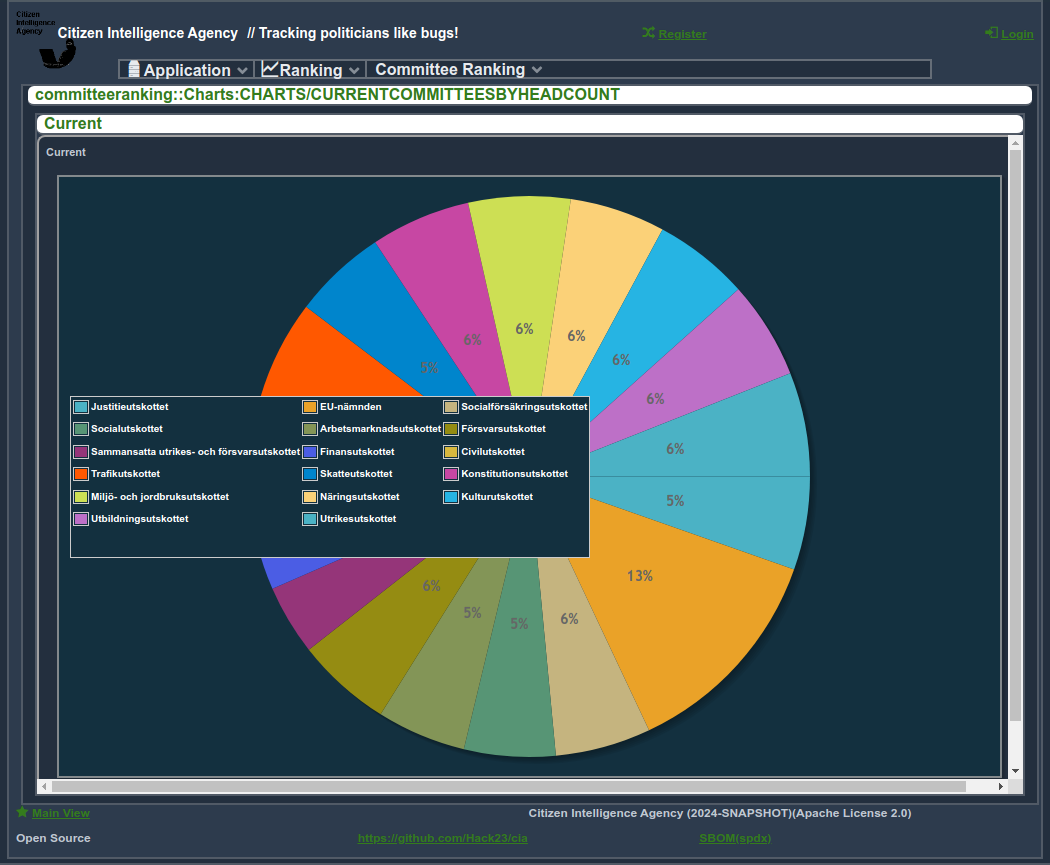 Citizen
Intelligence
Agency
Citizen Intelligence Agency // Tracking politicians like bugs!
Register
Login
Application
Ranking
Committee Ranking
committeeranking::Charts:CHARTS/CURRENTCOMMITTEESBYHEADCOUNT
Current
Current
6%
6%
6%
6%
5%
6%
6%
5%
13%
6%
5%
5%
6%
Justitieutskottet
EU-nämnden
Socialförsäkringsutskottet
Socialutskottet
Arbetsmarknadsutskottet
Försvarsutskottet
Sammansatta utrikes- och försvarsutskottet
Finansutskottet
Civilutskottet
Trafikutskottet
Skatteutskottet
Konstitutionsutskottet
Miljö- och jordbruksutskottet
Näringsutskottet
Kulturutskottet
Utbildningsutskottet
Utrikesutskottet
Main View
Citizen Intelligence Agency (2024-SNAPSHOT)(Apache License 2.0)
Open Source
https://github.com/Hack23/cia
SBOM(spdx)